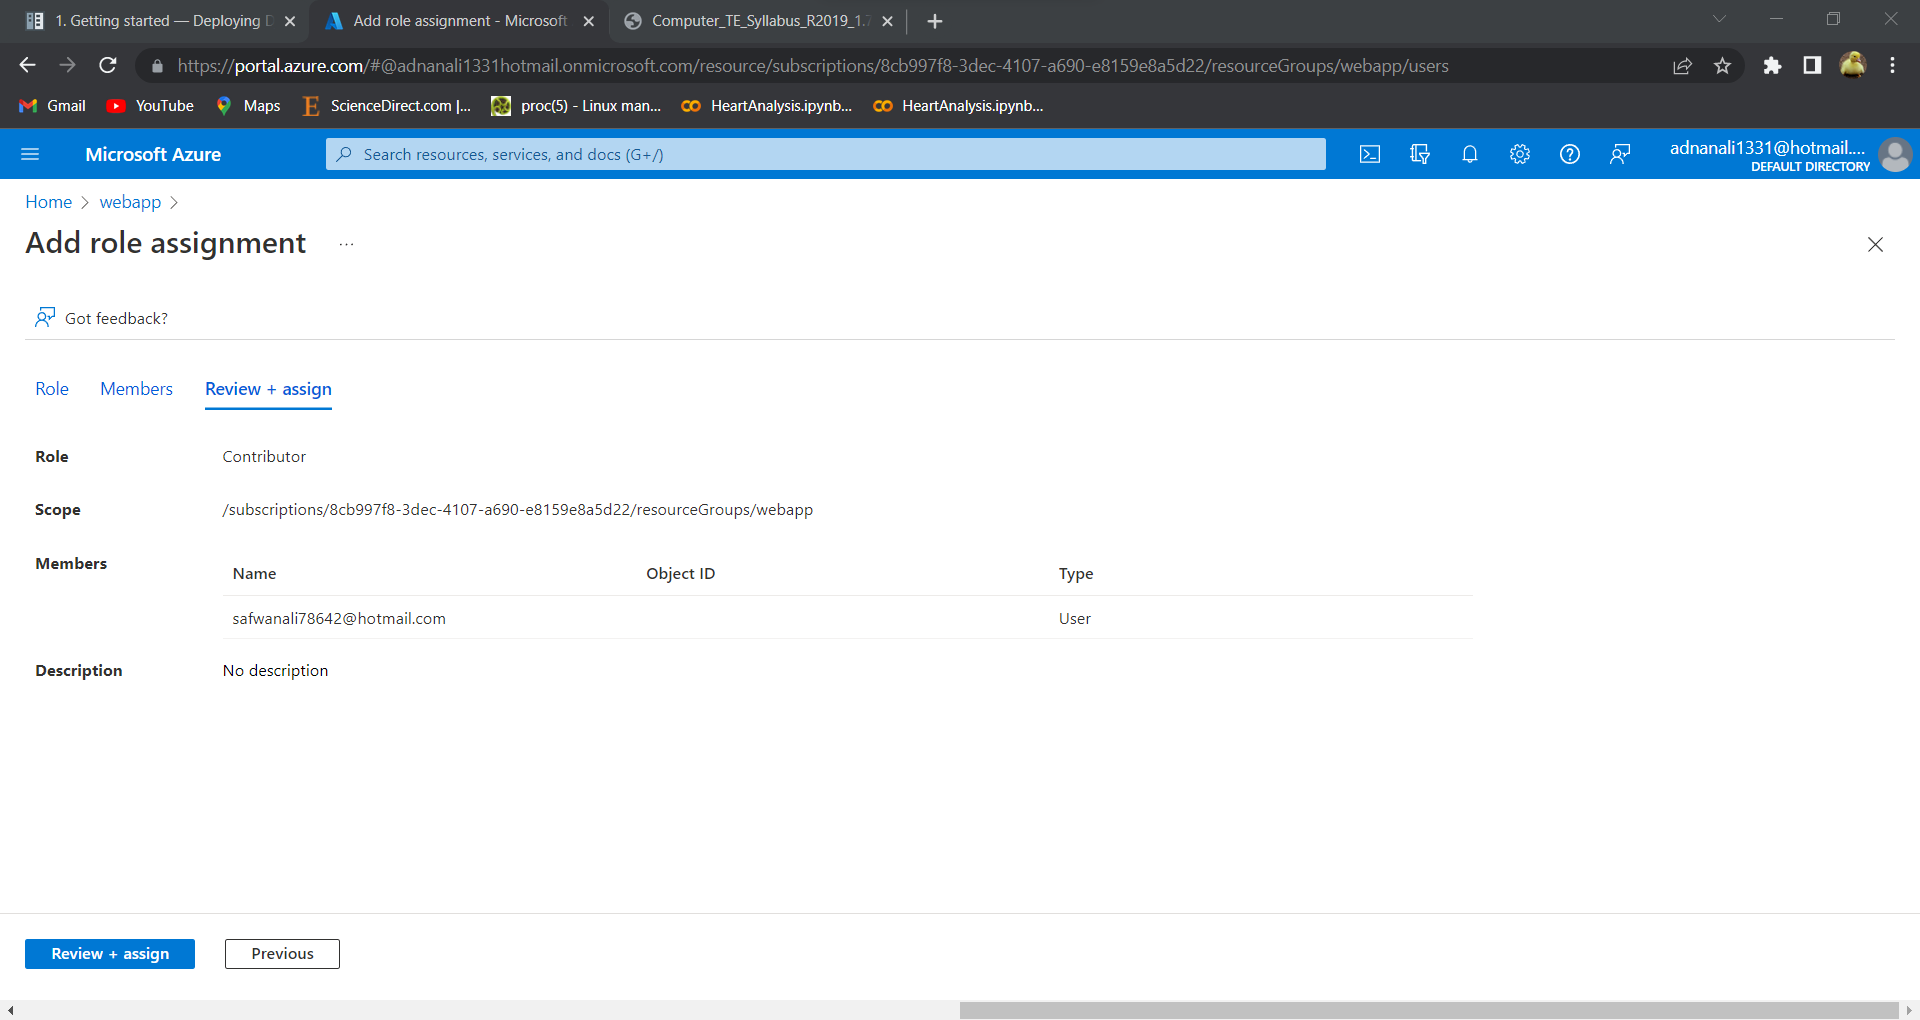 1. Getting started — Deploying D
Add role assignment - Microsoft
Computer_TE_Syllabus_R2019_1.7
https://portal.azure.com/#@adnanali1331hotmail.onmicrosoft.com/resource/subscriptions/8cb997f8-3dec-4107-a690-e8159e8a5d22/resourceGroups/webapp/users
Gmail YouTube Maps ScienceDirect.com |... proc(5) - Linux man... HeartAnalysis.ipynb... HeartAnalysis.ipynb...
Microsoft Azure
Search resources, services, and docs (G+/)
adnanali1331@hotmail....
DEFAULT DIRECTORY
Home > webapp >
Add role assignment ...
Got feedback?
Role Members Review + assign
Role Contributor
Scope /subscriptions/8cb997f8-3dec-4107-a690-e8159e8a5d22/resourceGroups/webapp
Members
Name Object ID Type
safwanali78642@hotmail.com User
Description No description
Review + assign Previous